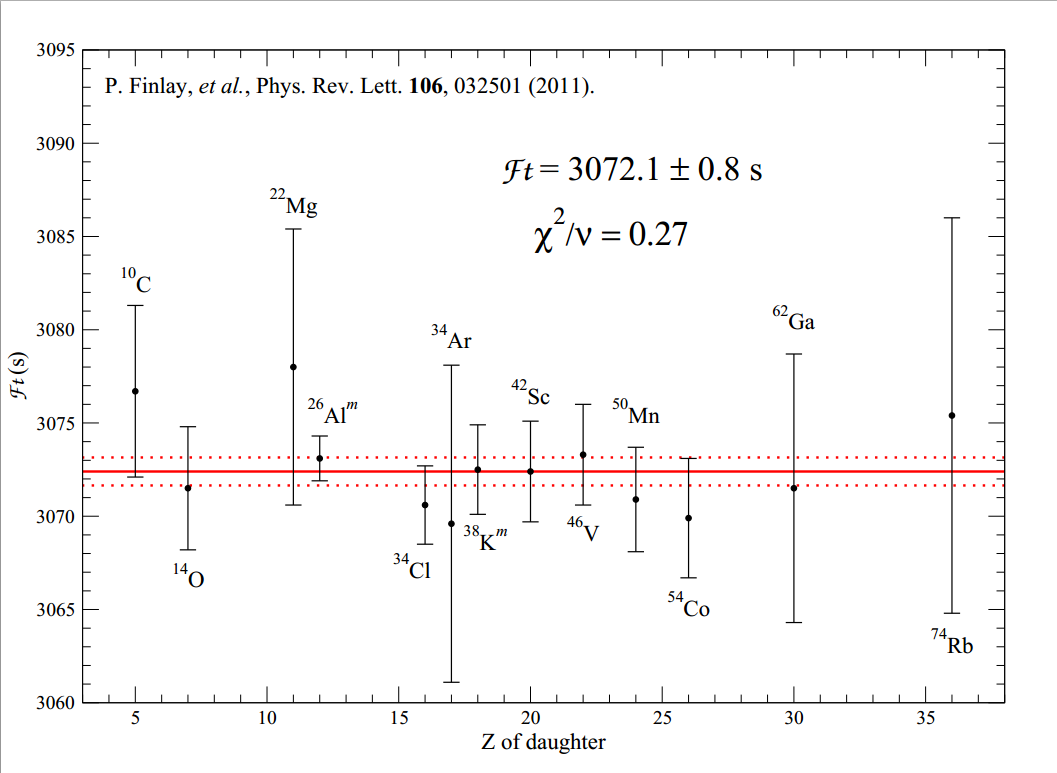 P. Finlay, et al., Phys. Rev. Lett. 106, 032501 (2011).
ℱt = 3072.1 ± 0.8 s
χ²/ν = 0.27
3095
3090
3085
3080
3075
3070
3065
3060
ℱt (s)
¹⁰C
¹⁴O
²²Mg
²⁶Alᵐ
³⁴Cl
³⁴Ar
³⁸Kᵐ
⁴²Sc
⁴⁶V
⁵⁰Mn
⁵⁴Co
⁶²Ga
⁷⁴Rb
5 10 15 20 25 30 35
Z of daughter